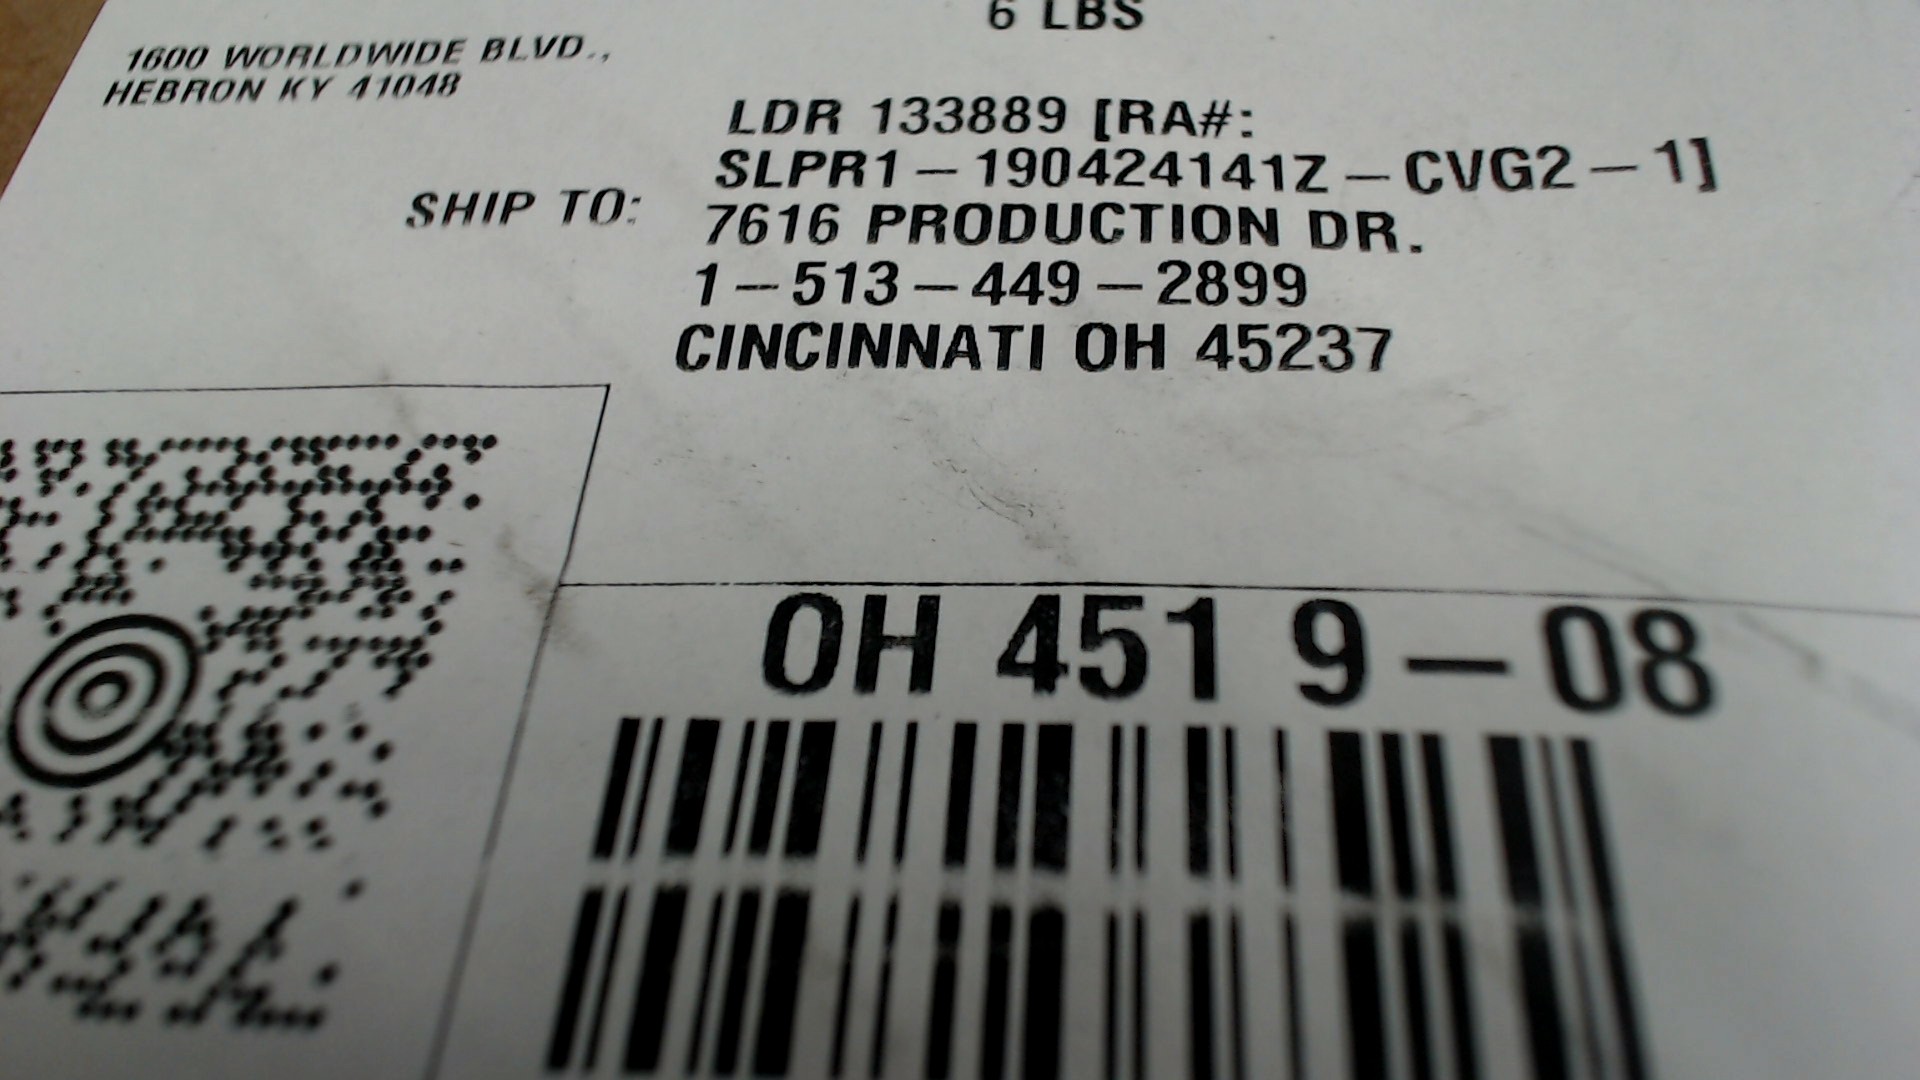 6 LBS
1600 WORLDWIDE BLVD.,
HEBRON KY 41048
SHIP TO:
LDR 133889 [RA#:
SLPR1-190424141Z-CVG2-1]
7616 PRODUCTION DR.
1-513-449-2899
CINCINNATI OH 45237
OH 451 9-08